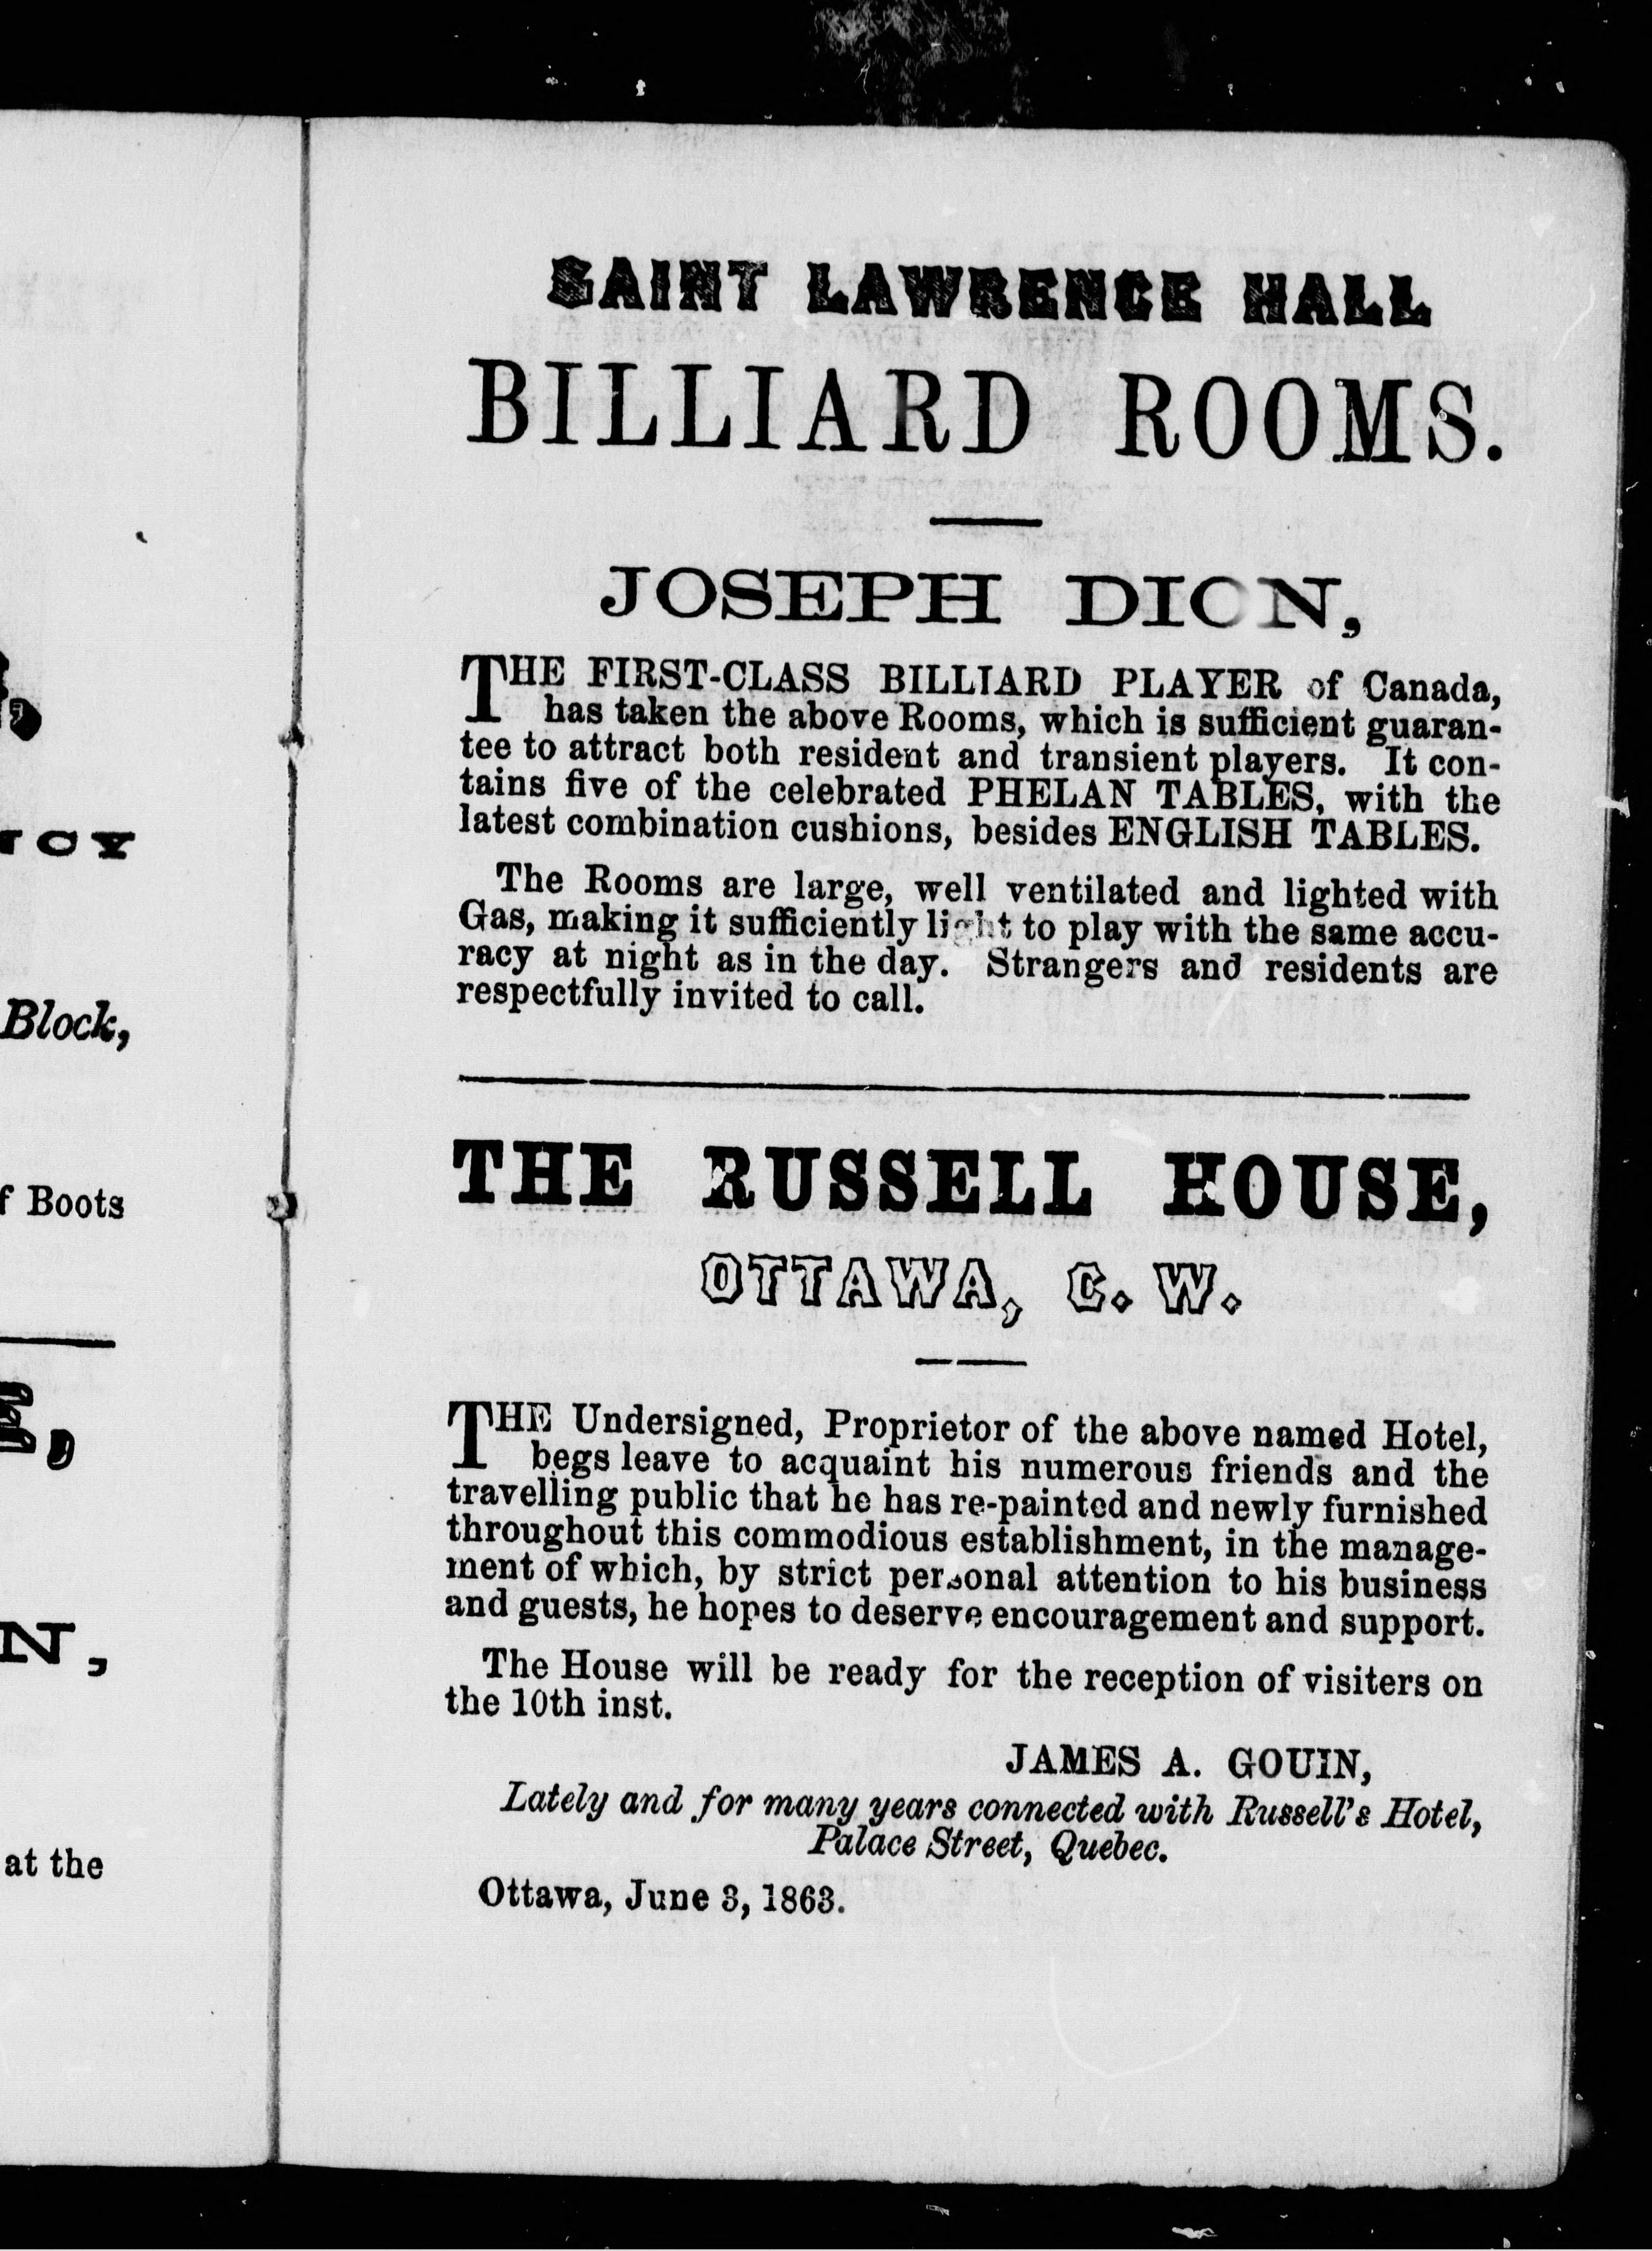 SAINT LAWRENCE HALL
BILLIARD ROOMS.
JOSEPH DION,
THE FIRST-CLASS BILLIARD PLAYER of Canada,
has taken the above Rooms, which is sufficient guaran-
tee to attract both resident and transient players. It con-
tains five of the celebrated PHELAN TABLES, with the
latest combination cushions, besides ENGLISH TABLES.
The Rooms are large, well ventilated and lighted with
Gas, making it sufficiently light to play with the same accu-
racy at night as in the day. Strangers and residents are
respectfully invited to call.
THE RUSSELL HOUSE,
OTTAWA, C. W.
THE Undersigned, Proprietor of the above named Hotel,
begs leave to acquaint his numerous friends and the
travelling public that he has re-painted and newly furnished
throughout this commodious establishment, in the manage-
ment of which, by strict personal attention to his business
and guests, he hopes to deserve encouragement and support.
The House will be ready for the reception of visiters on
the 10th inst.
JAMES A. GOUIN,
Lately and for many years connected with Russell's Hotel,
Palace Street, Quebec.
Ottawa, June 3, 1863.
Block,
Boots
at the